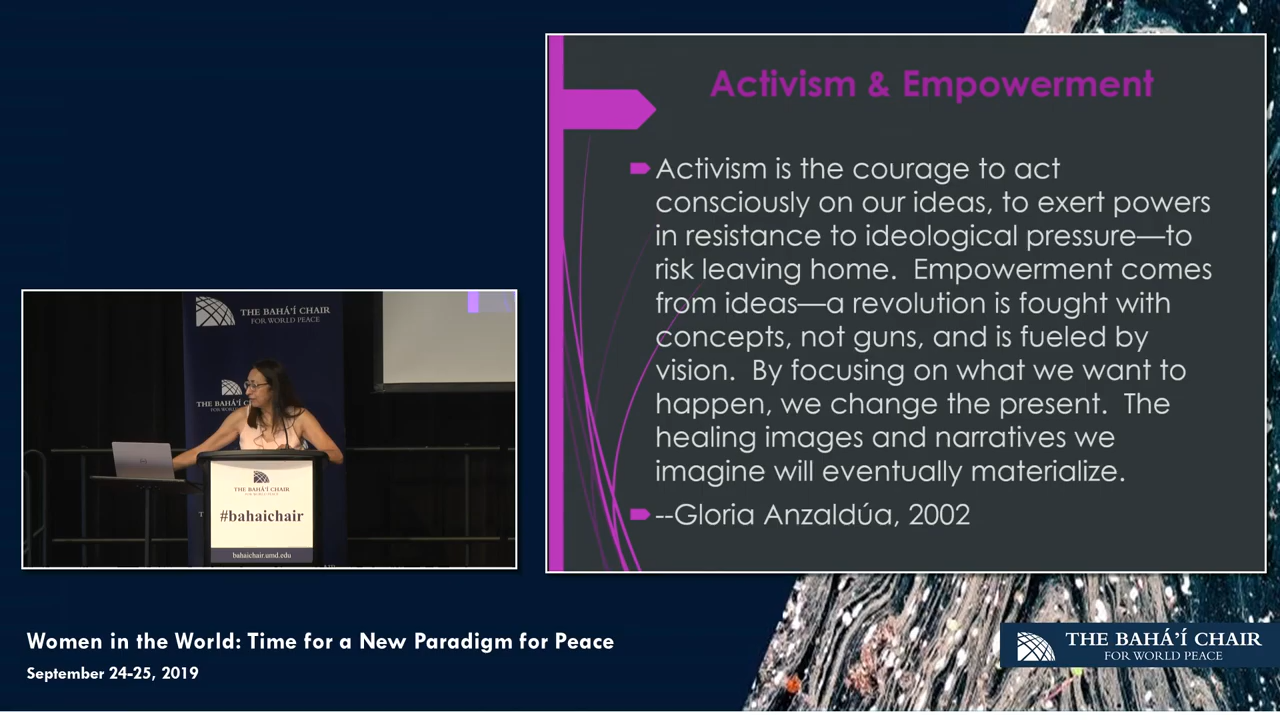 Activism & Empowerment
Activism is the courage to act
consciously on our ideas, to exert powers
in resistance to ideological pressure—to
risk leaving home.  Empowerment comes
from ideas—a revolution is fought with
concepts, not guns, and is fueled by
vision.  By focusing on what we want to
happen, we change the present.  The
healing images and narratives we
imagine will eventually materialize.
--Gloria Anzaldúa, 2002
THE BAHÁ’Í CHAIR
FOR WORLD PEACE
THE BAHÁ’Í
FOR WORLD
THE BAHÁ’Í CHAIR
FOR WORLD PEACE
#bahaichair
bahaichair.umd.edu
Women in the World: Time for a New Paradigm for Peace
September 24-25, 2019
THE BAHÁ’Í CHAIR
FOR WORLD PEACE